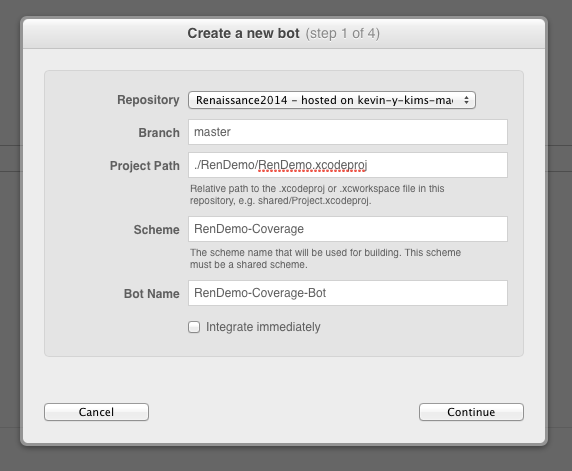 Create a new bot (step 1 of 4)
Repository Renaissance2014 – hosted on kevin-y-kims-ma
Branch master
Project Path ./RenDemo/RenDemo.xcodeproj
Relative path to the .xcodeproj or .xcworkspace file in this
repository, e.g. shared/Project.xcodeproj.
Scheme RenDemo-Coverage
The scheme name that will be used for building. This scheme
must be a shared scheme.
Bot Name RenDemo-Coverage-Bot
Integrate immediately
Cancel Continue